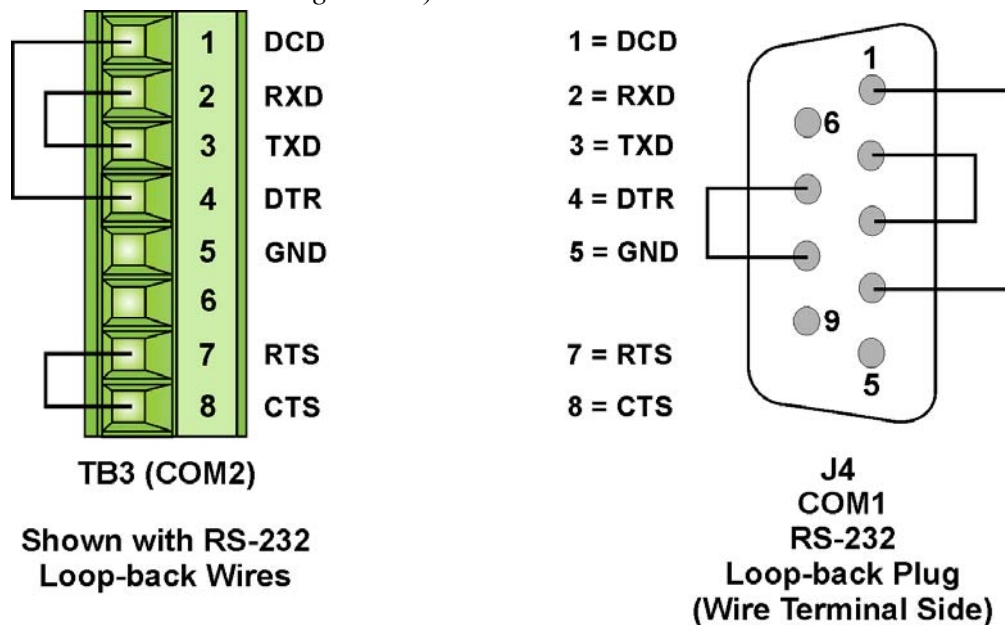 1 DCD
2 RXD
3 TXD
4 DTR
5 GND
6
7 RTS
8 CTS
TB3 (COM2)
Shown with RS-232
Loop-back Wires
1 = DCD
2 = RXD
3 = TXD
4 = DTR
5 = GND
7 = RTS
8 = CTS
1
6
9
5
J4
COM1
RS-232
Loop-back Plug
(Wire Terminal Side)